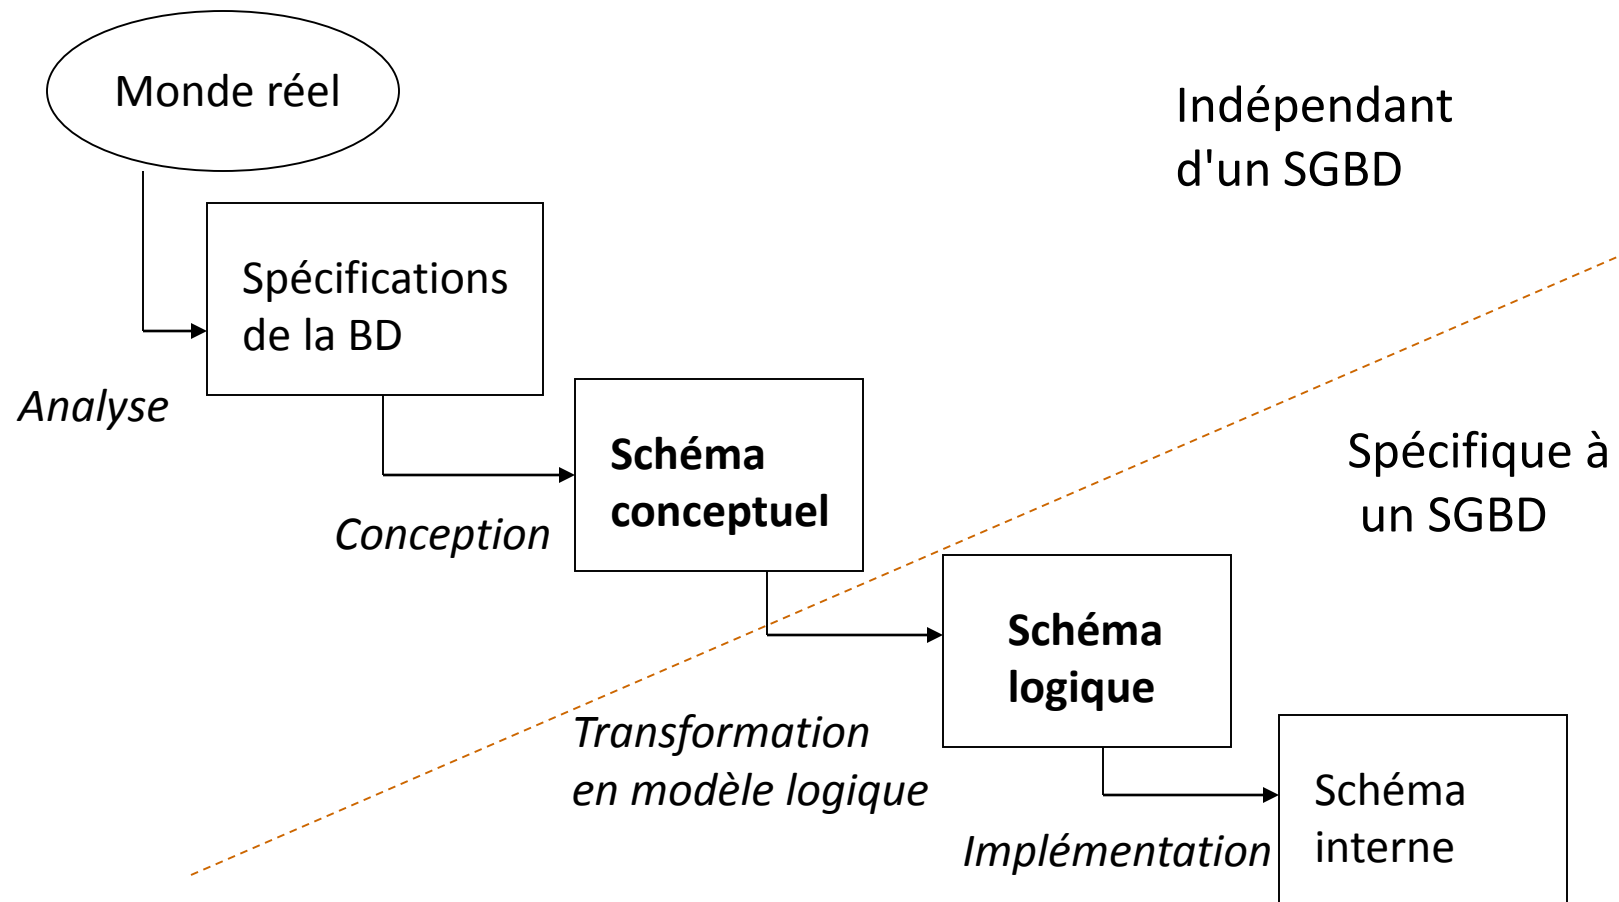 Monde réel
Indépendant
d'un SGBD
Spécifications
de la BD
Analyse
Schéma
conceptuel
Spécifique à
un SGBD
Conception
Schéma
logique
Transformation
en modèle logique
Schéma
interne
Implémentation